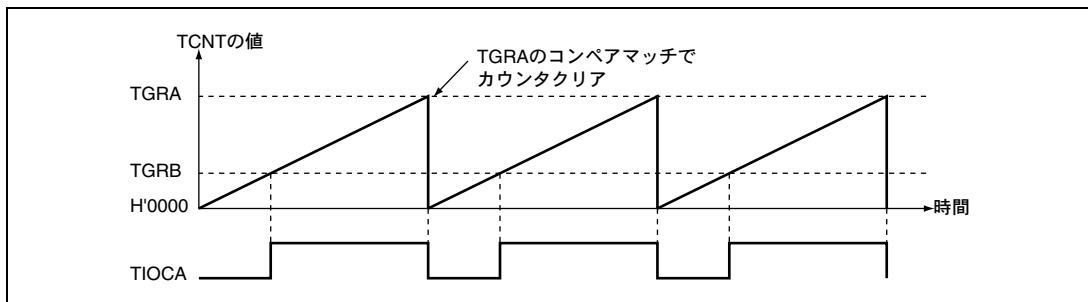 TCNTの値
TGRAのコンペアマッチで
カウンタクリア
TGRA
TGRB
H'0000
時間
TIOCA